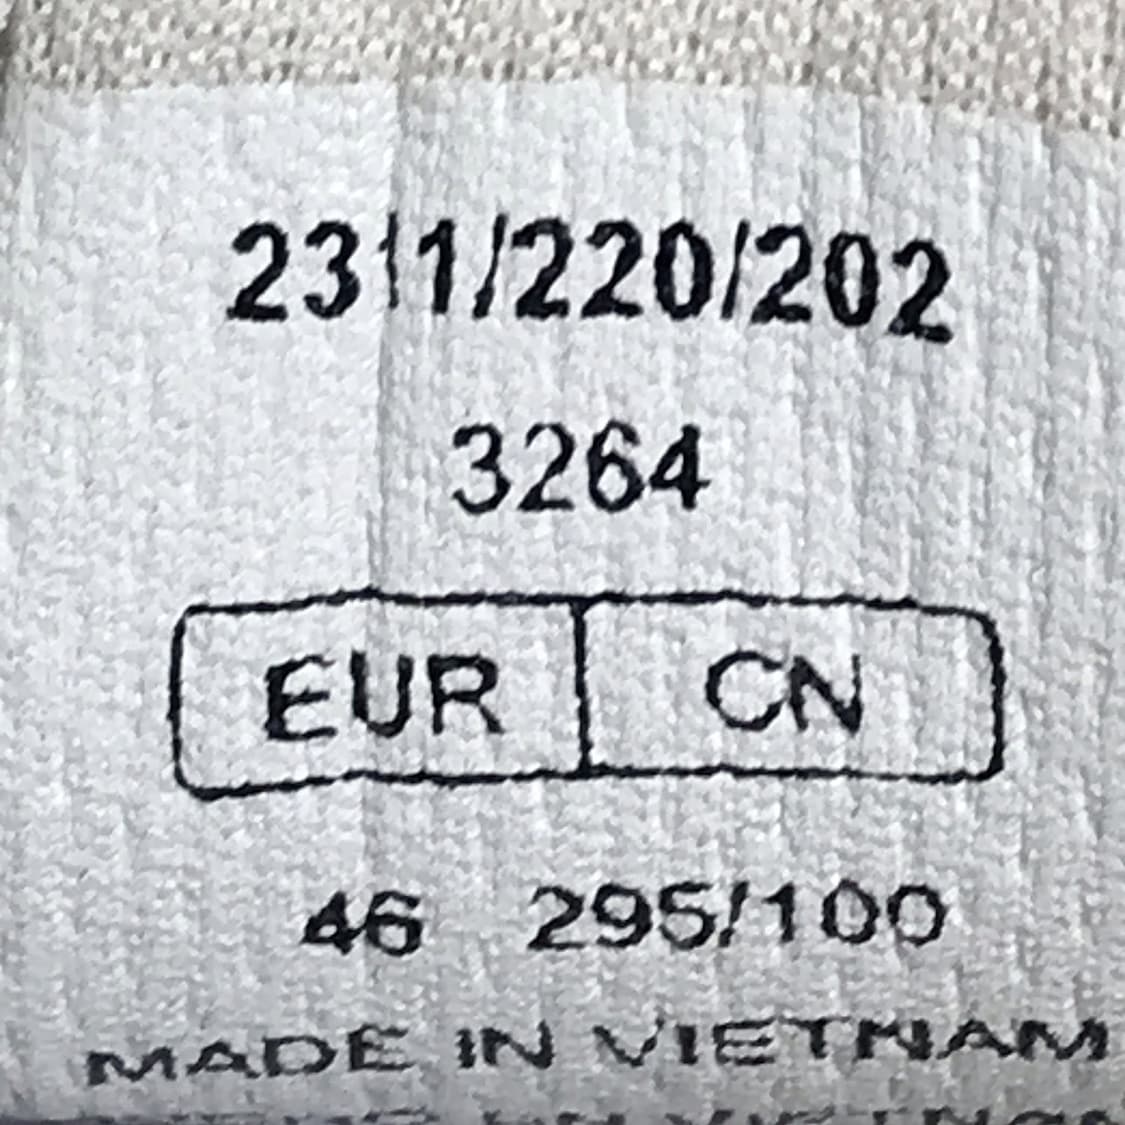 2311/220/202
3264
EUR CN
46 295/100
MADE IN VIETNAM